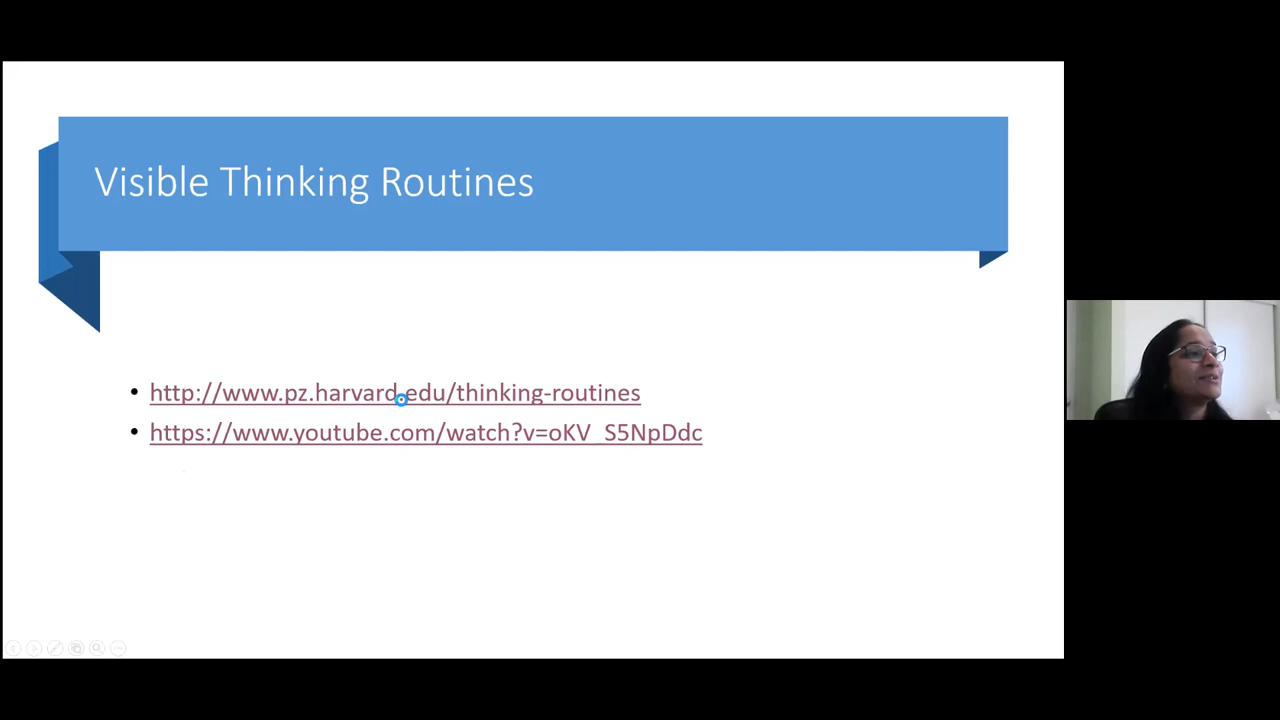 Visible Thinking Routines
http://www.pz.harvard.edu/thinking-routines
https://www.youtube.com/watch?v=oKV_S5NpDdc